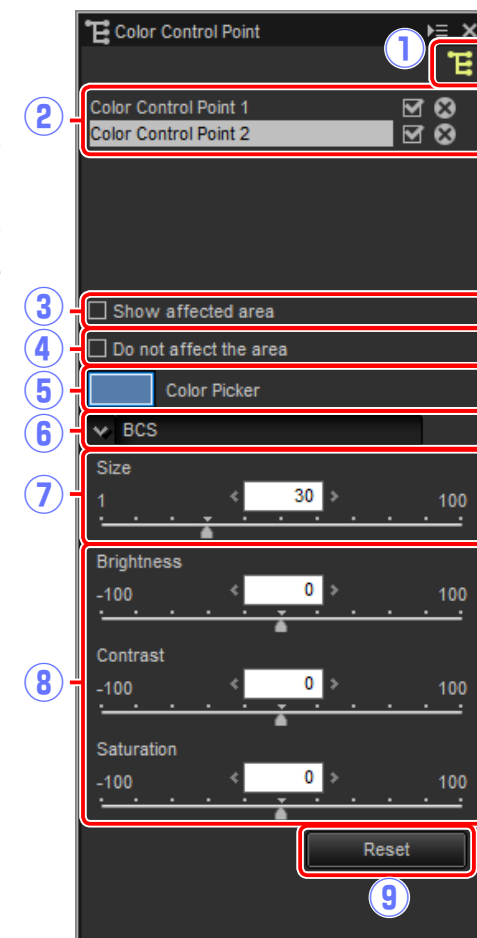 Color Control Point
1
2
Color Control Point 1
Color Control Point 2
3
Show affected area
4
Do not affect the area
5
Color Picker
6
BCS
7
Size
1 < 30 > 100
8
Brightness
-100 < 0 > 100
Contrast
-100 < 0 > 100
Saturation
-100 < 0 > 100
Reset
9